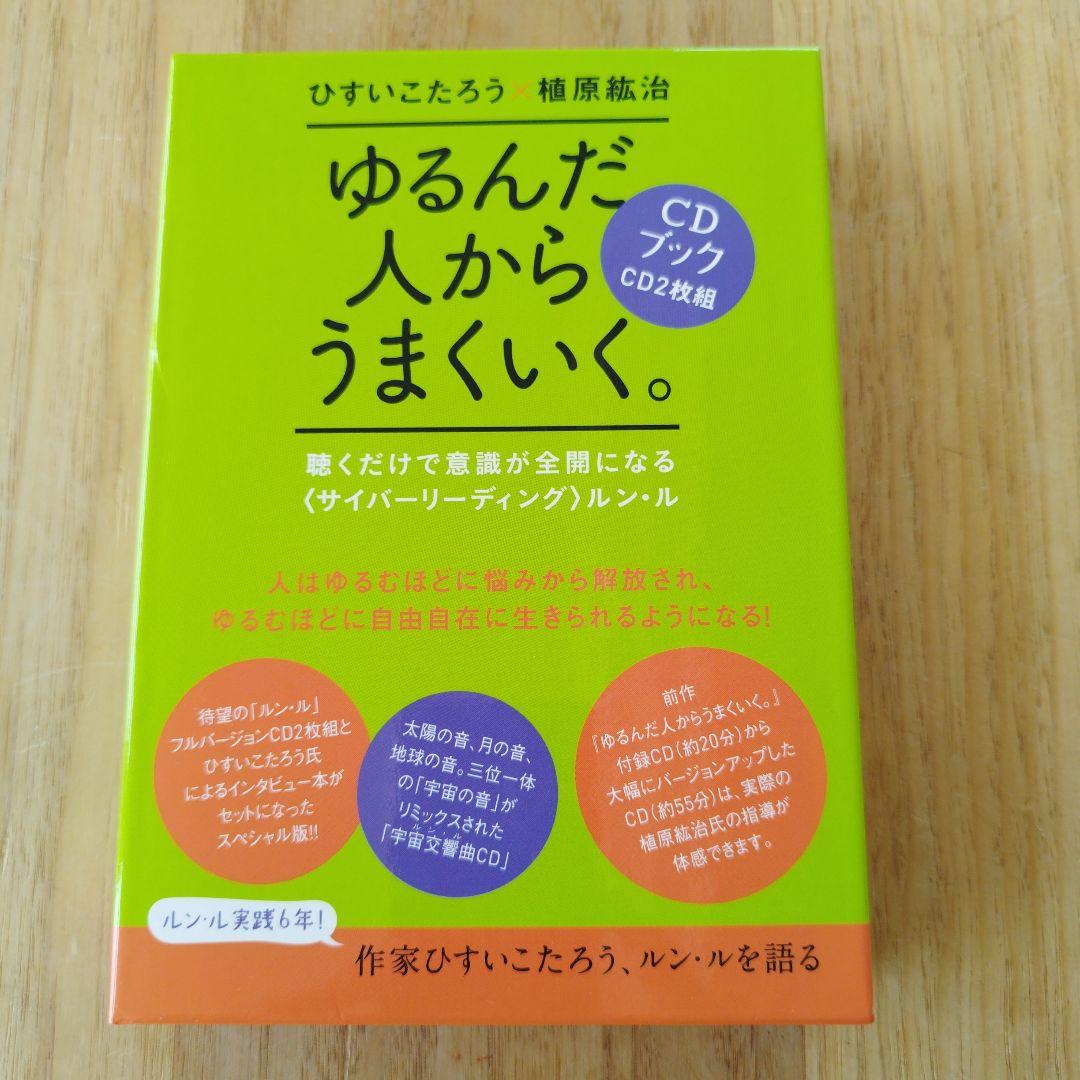 ひすいこたろう×植原紘治
ゆるんだ
人から
うまくいく。
CD
ブック
CD2枚組
聴くだけで意識が全開になる
〈サイバーリーディング〉ルン・ル
人はゆるむほどに悩みから解放され、
ゆるむほどに自由自在に生きられるようになる!
待望の「ルン・ル」
フルバージョンCD2枚組と
ひすいこたろう氏
によるインタビュー本が
セットになった
スペシャル版!!
太陽の音、月の音、
地球の音。三位一体
の「宇宙の音」が
リミックスされた
ルン・ル
「宇宙交響曲CD」
前作
『ゆるんだ人からうまくいく。』
付録CD(約20分)から
大幅にバージョンアップした
CD(約55分)は、実際の
植原紘治氏の指導が
体感できます。
ルン・ル実践6年!
作家ひすいこたろう、ルン・ルを語る